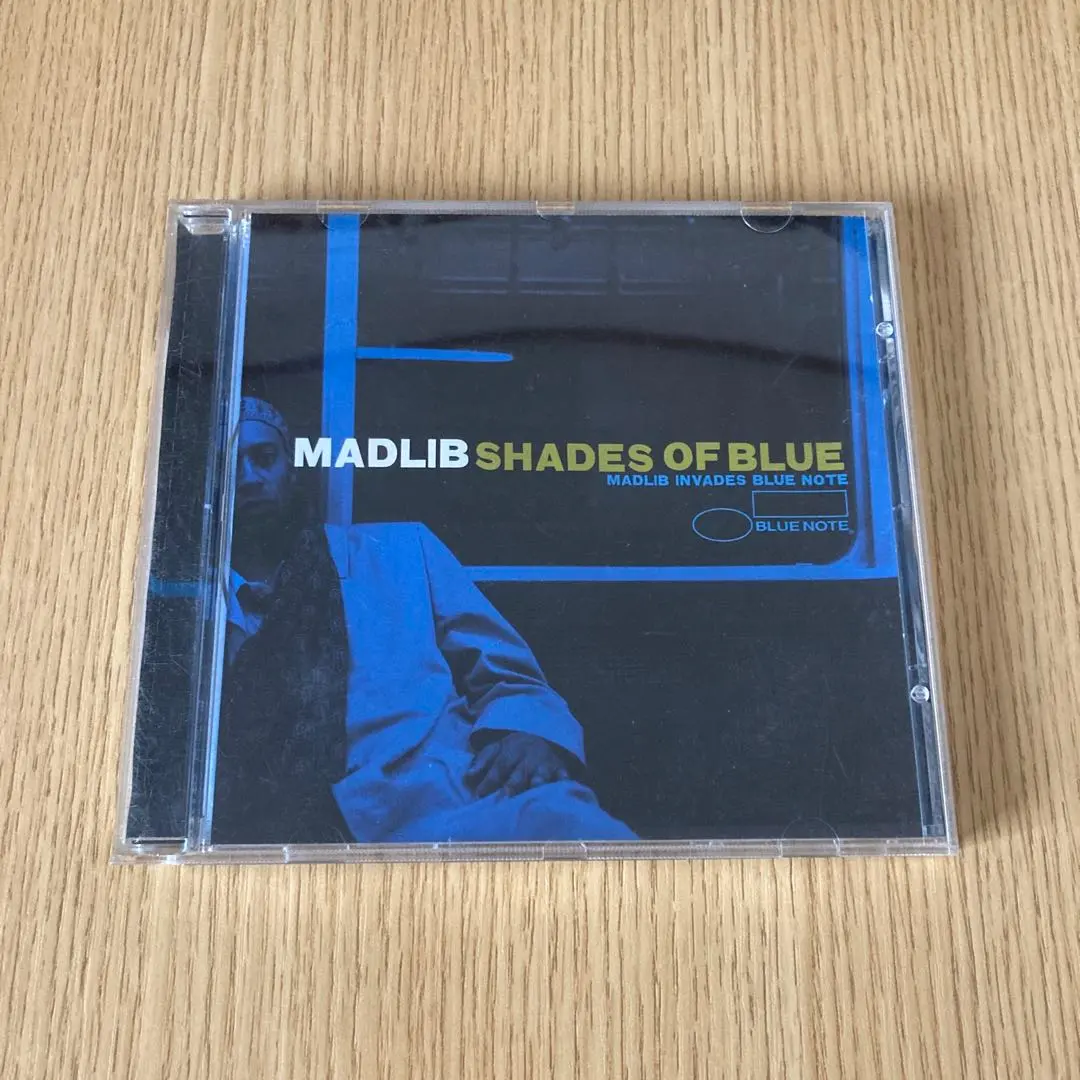 MADLIB SHADES OF BLUE
MADLIB INVADES BLUE NOTE
BLUE NOTE